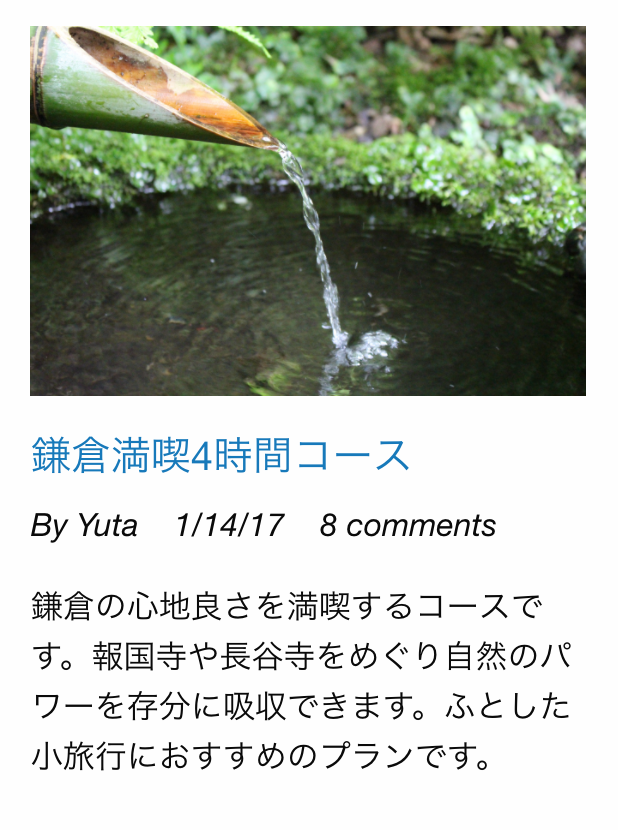 鎌倉満喫4時間コース
By Yuta 1/14/17 8 comments
鎌倉の心地良さを満喫するコースで
す。報国寺や長谷寺をめぐり自然のパ
ワーを存分に吸収できます。ふとした
小旅行におすすめのプランです。